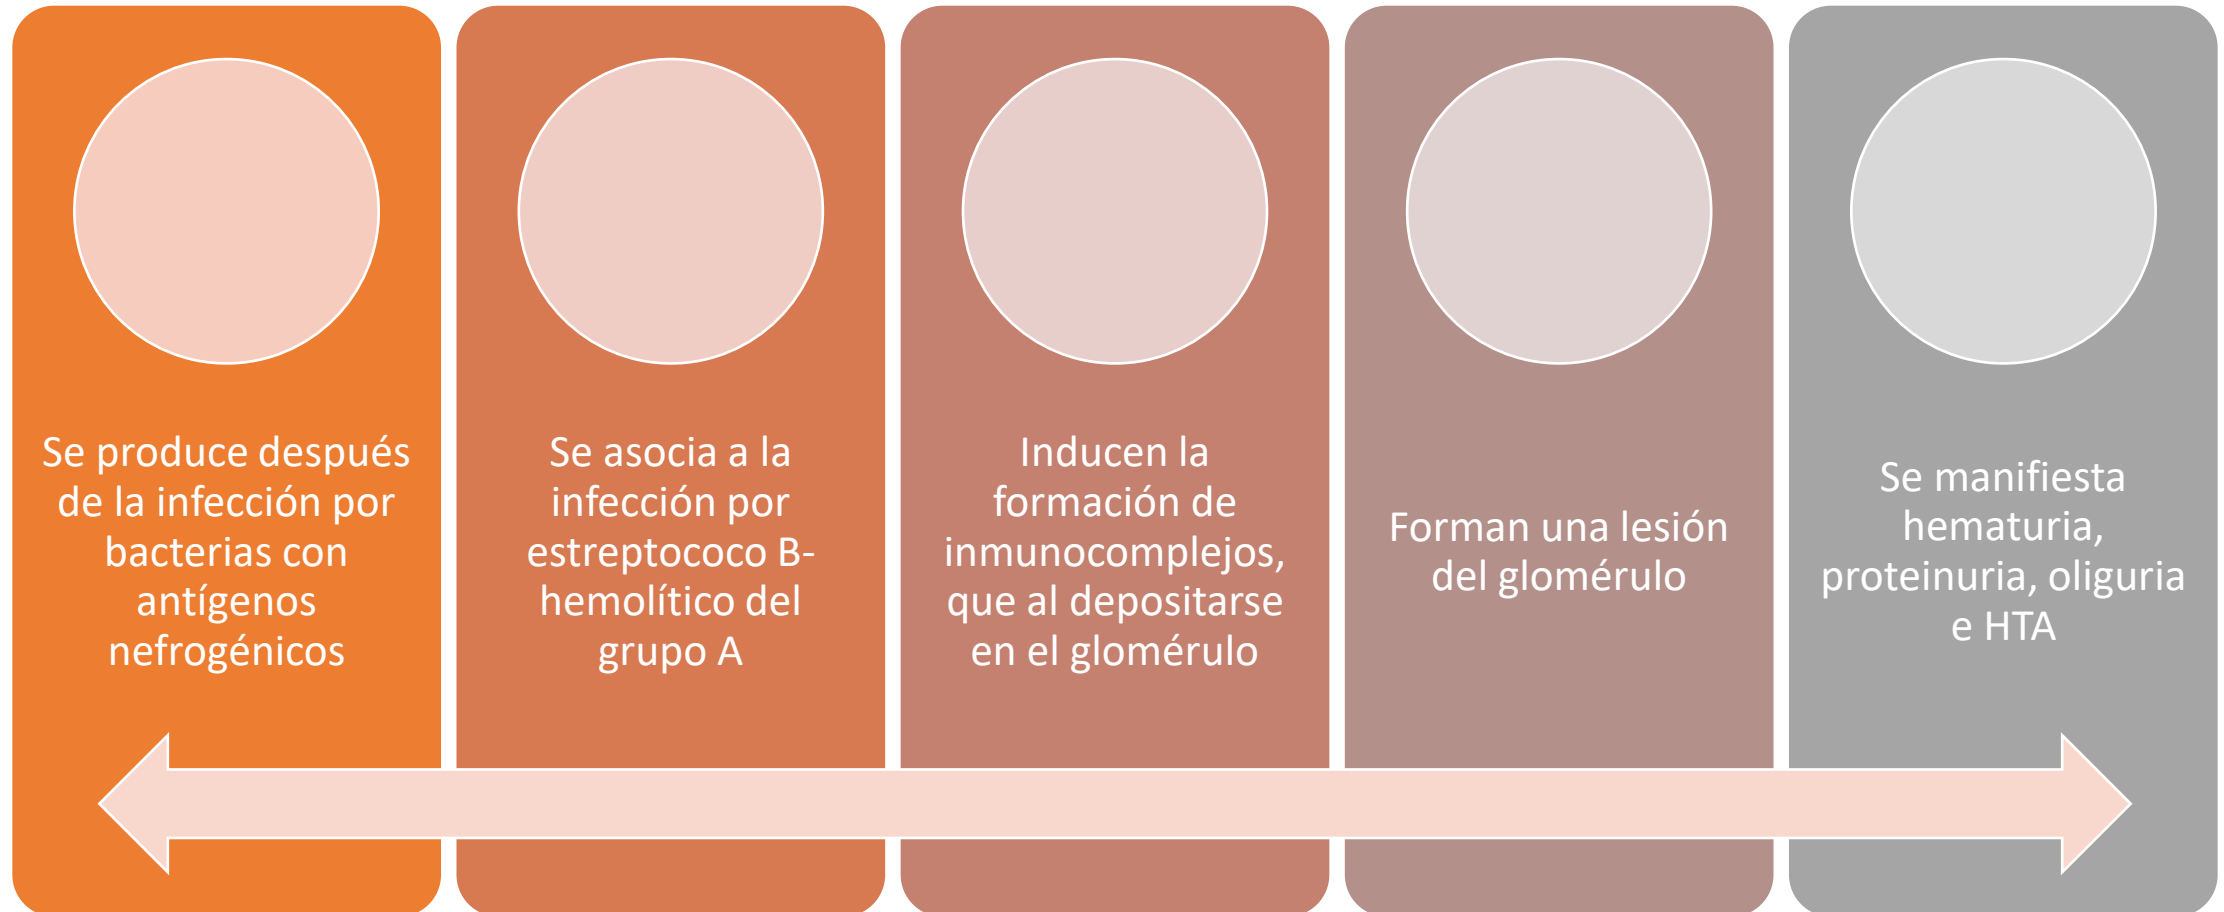 Se produce después
de la infección por
bacterias con
antígenos
nefrogénicos
Se asocia a la
infección por
estreptococo B-
hemolítico del
grupo A
Inducen la
formación de
inmunocomplejos,
que al depositarse
en el glomérulo
Forman una lesión
del glomérulo
Se manifiesta
hematuria,
proteinuria, oliguria
e HTA